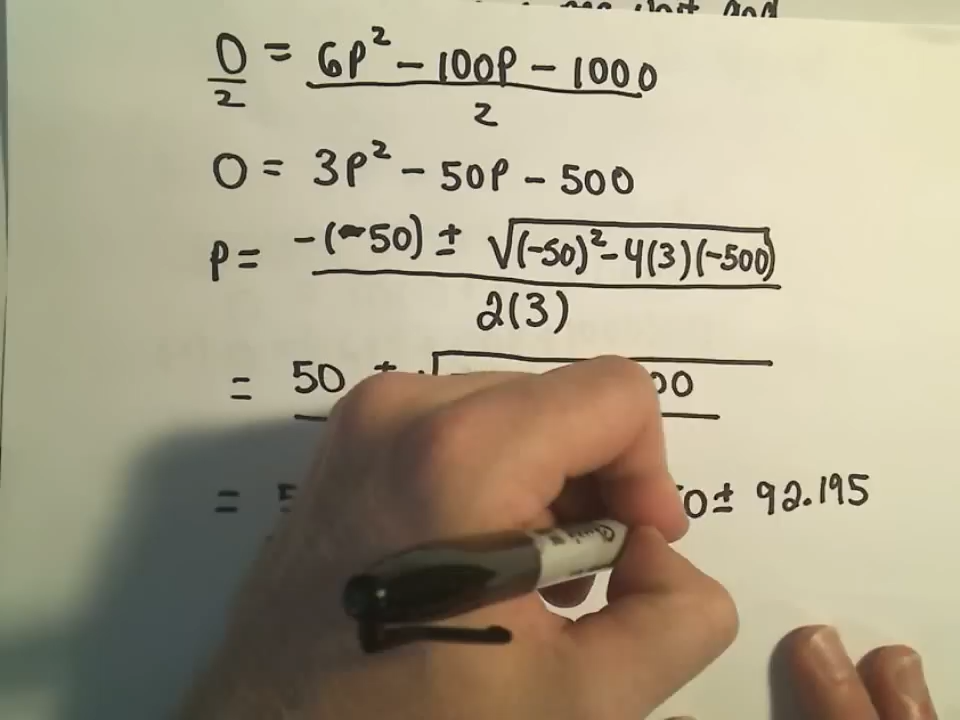 0/2 = (6P² - 100P - 1000)/2
0 = 3P² - 50P - 500
P = (-(-50) ± √((-50)² - 4(3)(-500)))/(2(3))
= 50 ± √ 00
= 5 0 ± 92.195